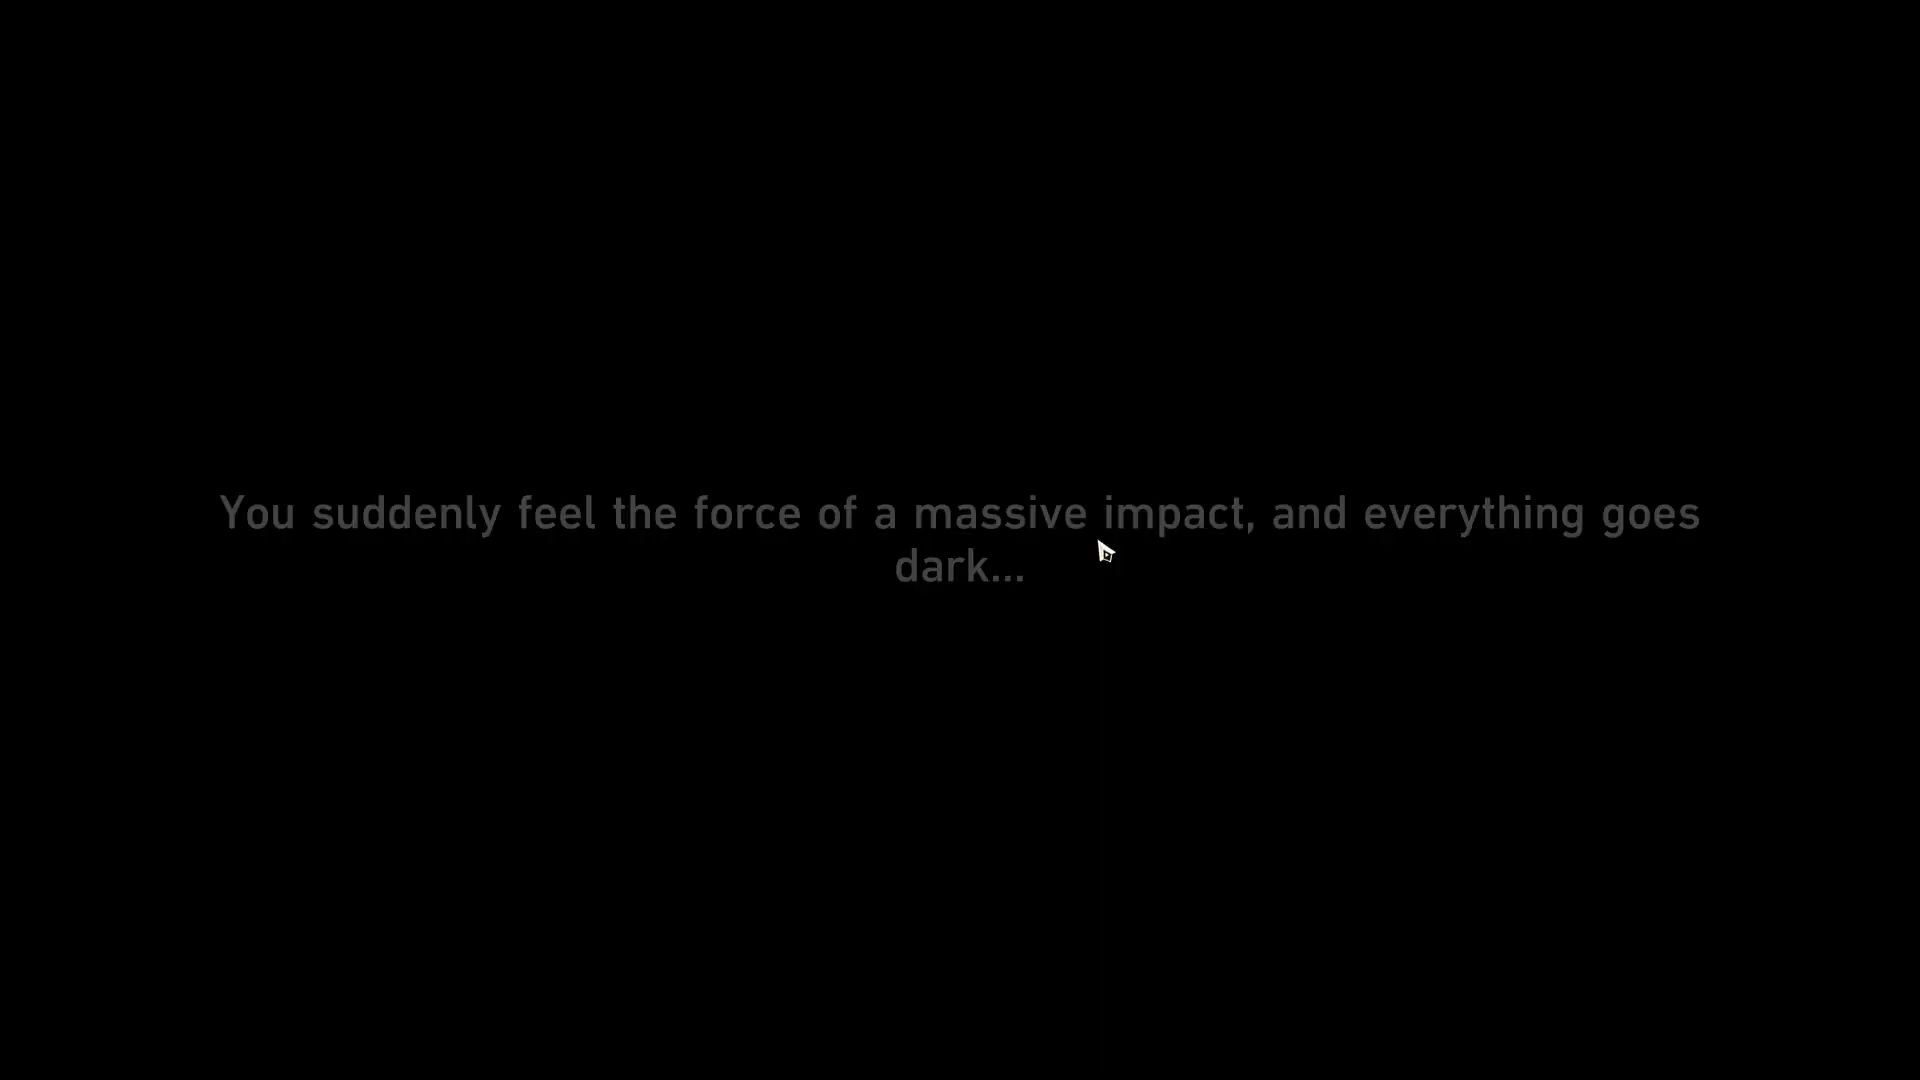 You suddenly feel the force of a massive impact, and everything goes
dark...